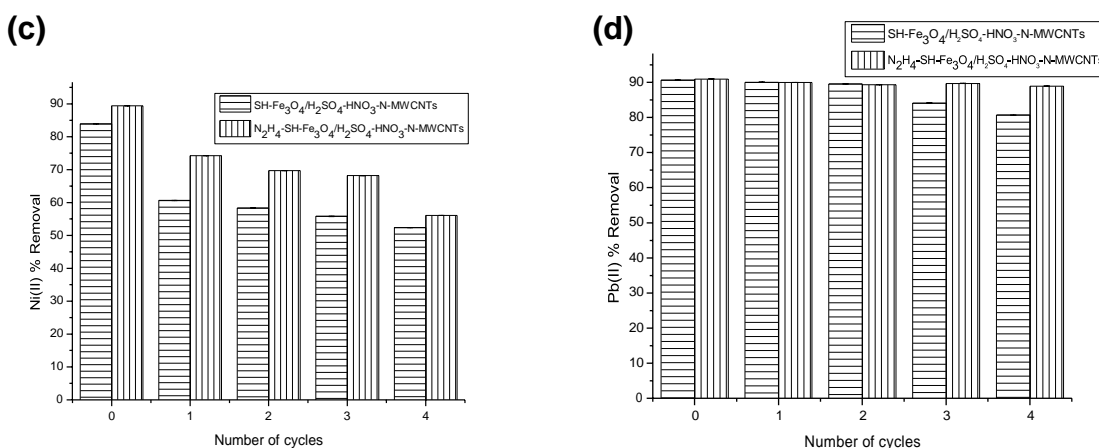 (c)
SH-Fe3O4/H2SO4-HNO3-N-MWCNTs
N2H4-SH-Fe3O4/H2SO4-HNO3-N-MWCNTs
Ni(II) % Removal
90
80
70
60
50
40
30
20
10
0
0 1 2 3 4
Number of cycles
(d)
SH-Fe3O4/H2SO4-HNO3-N-MWCNTs
N2H4-SH-Fe3O4/H2SO4-HNO3-N-MWCNTs
Pb(II) % Removal
100
90
80
70
60
50
40
30
20
10
0
0 1 2 3 4
Number of cycles